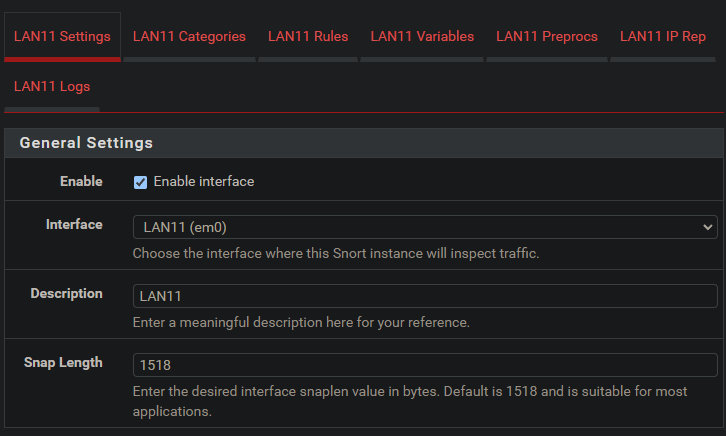 LAN11 Settings LAN11 Categories LAN11 Rules LAN11 Variables LAN11 Preprocs LAN11 IP Rep
LAN11 Logs
General Settings
Enable Enable interface
Interface LAN11 (em0)
Choose the interface where this Snort instance will inspect traffic.
Description LAN11
Enter a meaningful description here for your reference.
Snap Length 1518
Enter the desired interface snaplen value in bytes. Default is 1518 and is suitable for most
applications.